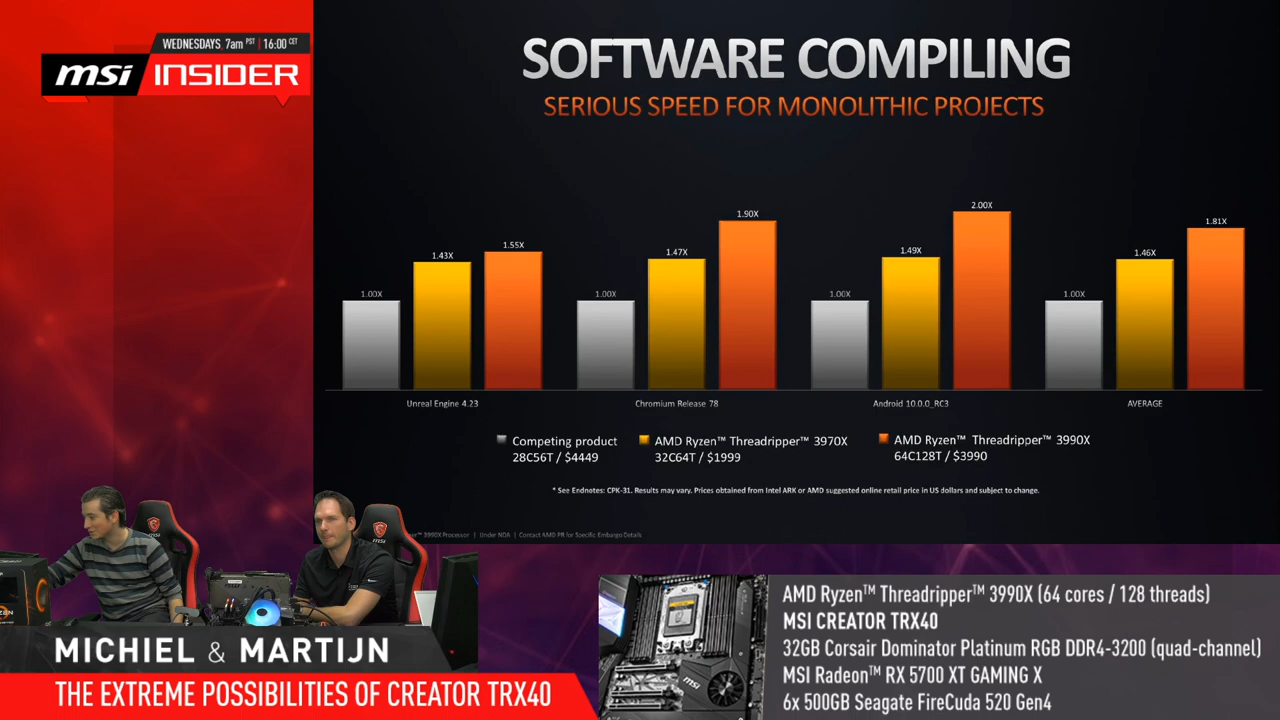 WEDNESDAYS, 7am PST | 16:00 CET
msi INSIDER
SOFTWARE COMPILING
SERIOUS SPEED FOR MONOLITHIC PROJECTS
1.00X 1.43X 1.55X
1.00X 1.47X 1.90X
1.00X 1.49X 2.00X
1.00X 1.46X 1.81X
Unreal Engine 4.23
Chromium Release 78
Android 10.0.0_RC3
AVERAGE
Competing product
28C56T / $4449
AMD Ryzen™ Threadripper™ 3970X
32C64T / $1999
AMD Ryzen™ Threadripper™ 3990X
64C128T / $3990
* See Endnotes: CPK-31. Results may vary. Prices obtained from Intel ARK or AMD suggested online retail price in US dollars and subject to change.
3990X Processor | Under NDA | Contact AMD PR for Specific Embargo Details
msi
msi
MICHIEL & MARTIJN
THE EXTREME POSSIBILITIES OF CREATOR TRX40
msi
AMD Ryzen™ Threadripper™ 3990X (64 cores / 128 threads)
MSI CREATOR TRX40
32GB Corsair Dominator Platinum RGB DDR4-3200 (quad-channel)
MSI Radeon™ RX 5700 XT GAMING X
6x 500GB Seagate FireCuda 520 Gen4